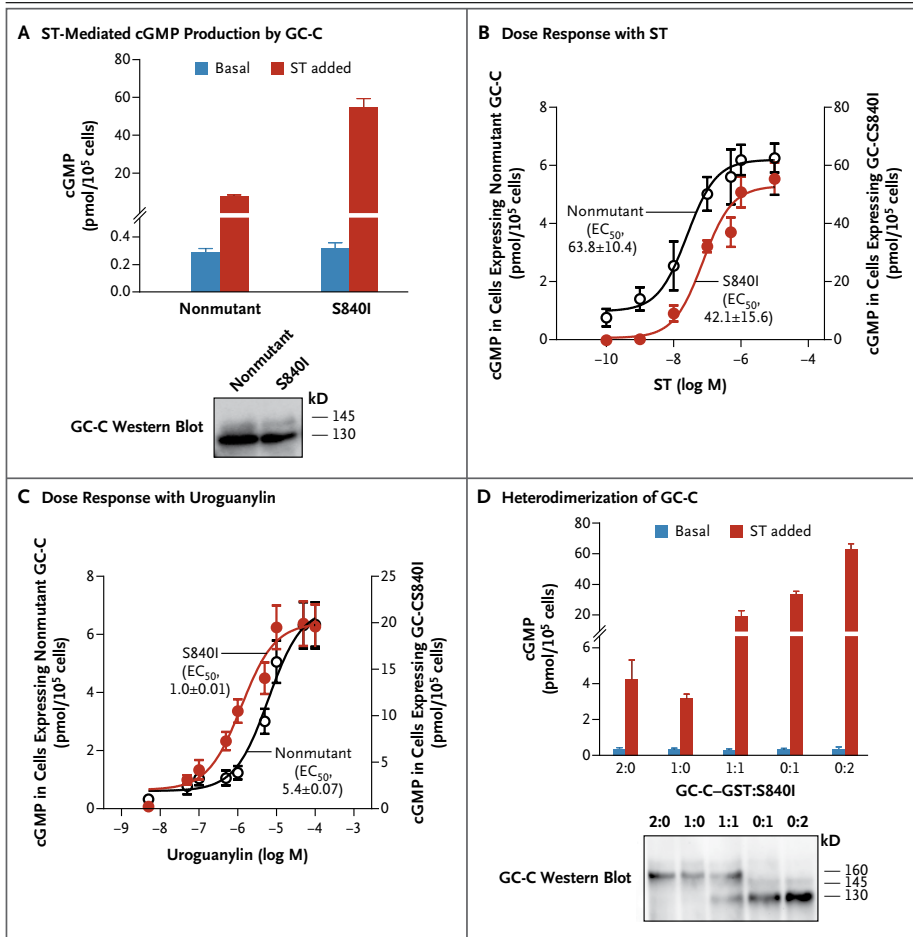 A ST-Mediated cGMP Production by GC-C
Basal
ST added
cGMP
(pmol/10⁵ cells)
80
60
40
20
0.4
0.2
0.0
Nonmutant
S840I
Nonmutant
S840I
kD
GC-C Western Blot
145
130
B Dose Response with ST
cGMP in Cells Expressing Nonmutant GC-C
(pmol/10⁵ cells)
8
6
4
2
0
Nonmutant
(EC₅₀,
63.8±10.4)
S840I
(EC₅₀,
42.1±15.6)
80
60
40
20
0
cGMP in Cells Expressing GC-CS840I
(pmol/10⁵ cells)
−10
−8
−6
−4
ST (log M)
C Dose Response with Uroguanylin
cGMP in Cells Expressing Nonmutant GC-C
(pmol/10⁵ cells)
8
6
4
2
0
S840I
(EC₅₀,
1.0±0.01)
Nonmutant
(EC₅₀,
5.4±0.07)
25
20
15
10
5
0
cGMP in Cells Expressing GC-CS840I
(pmol/10⁵ cells)
−9
−8
−7
−6
−5
−4
−3
Uroguanylin (log M)
D Heterodimerization of GC-C
Basal
ST added
cGMP
(pmol/10⁵ cells)
80
60
40
20
6
4
2
0
2:0
1:0
1:1
0:1
0:2
GC-C–GST:S840I
2:0
1:0
1:1
0:1
0:2
kD
GC-C Western Blot
160
145
130